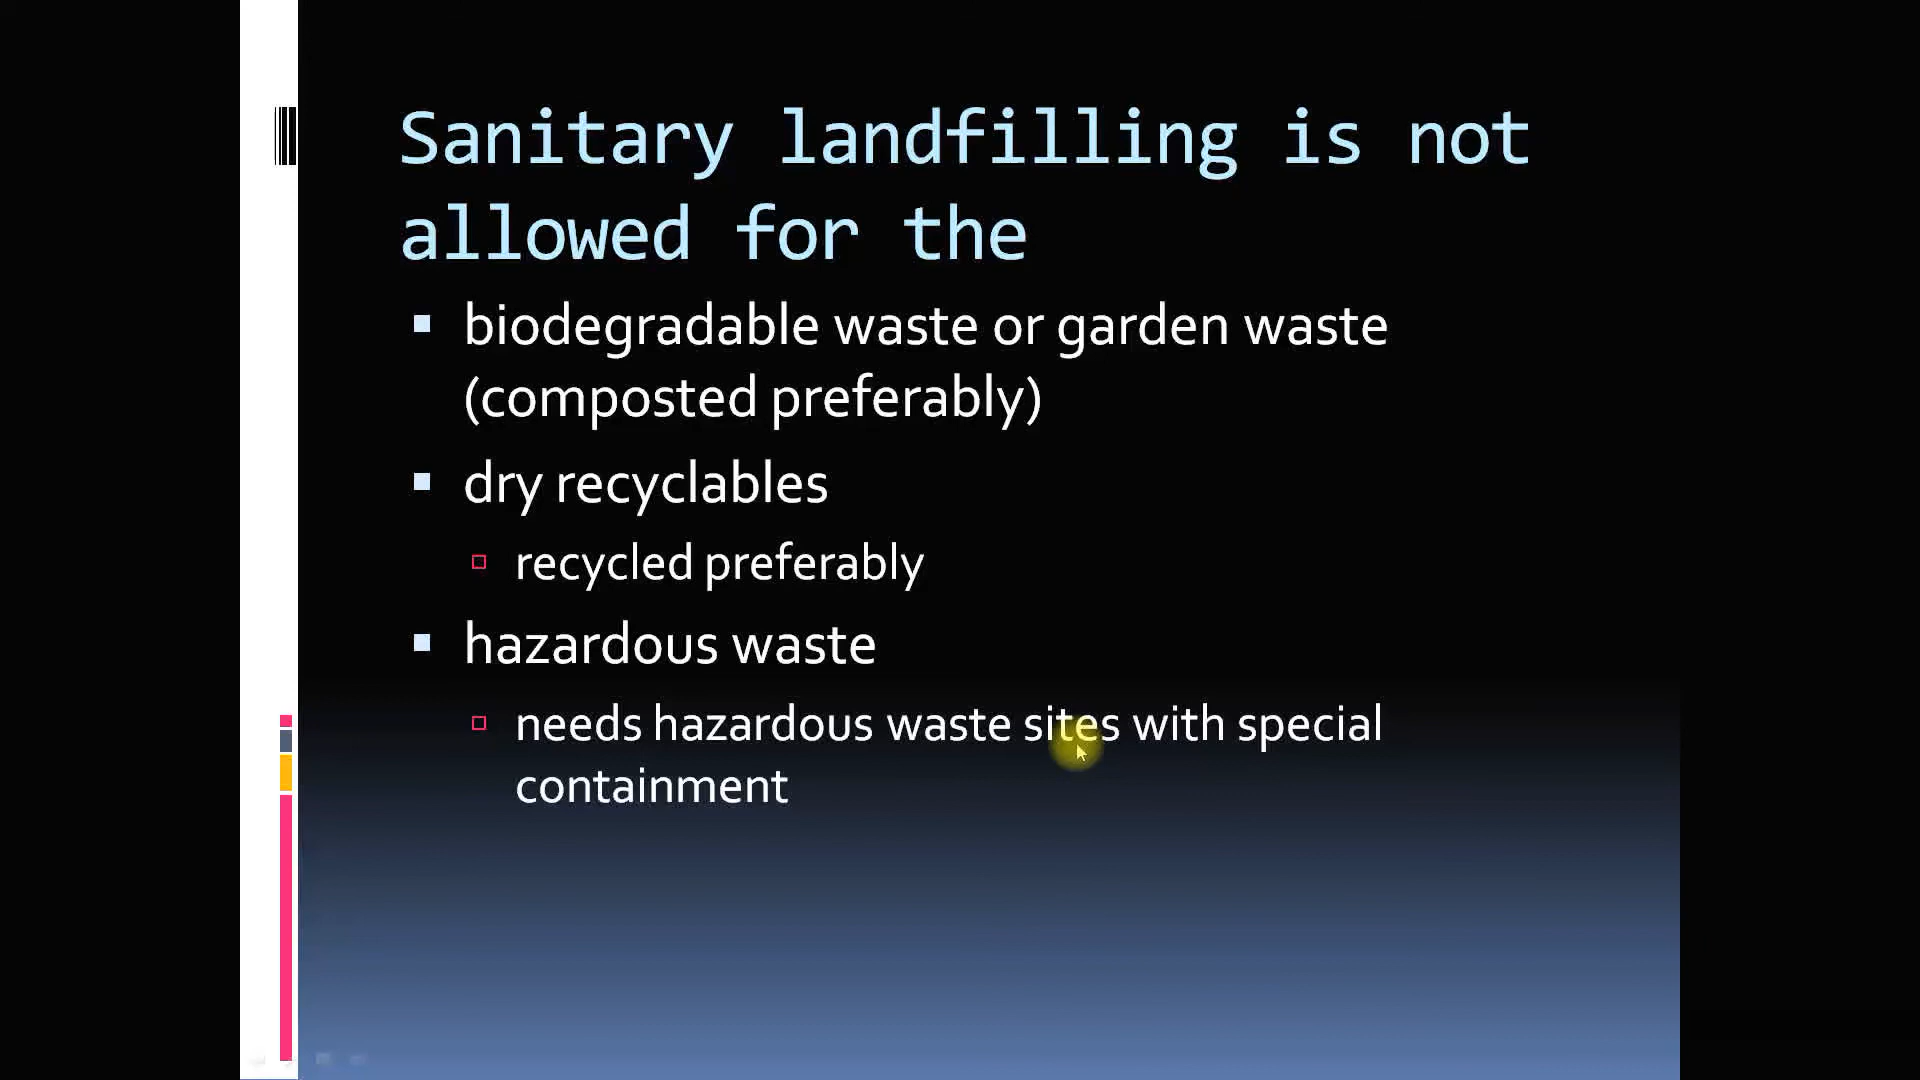 Sanitary landfilling is not
allowed for the
▪ biodegradable waste or garden waste
(composted preferably)
▪ dry recyclables
▫ recycled preferably
▪ hazardous waste
▫ needs hazardous waste sites with special
containment